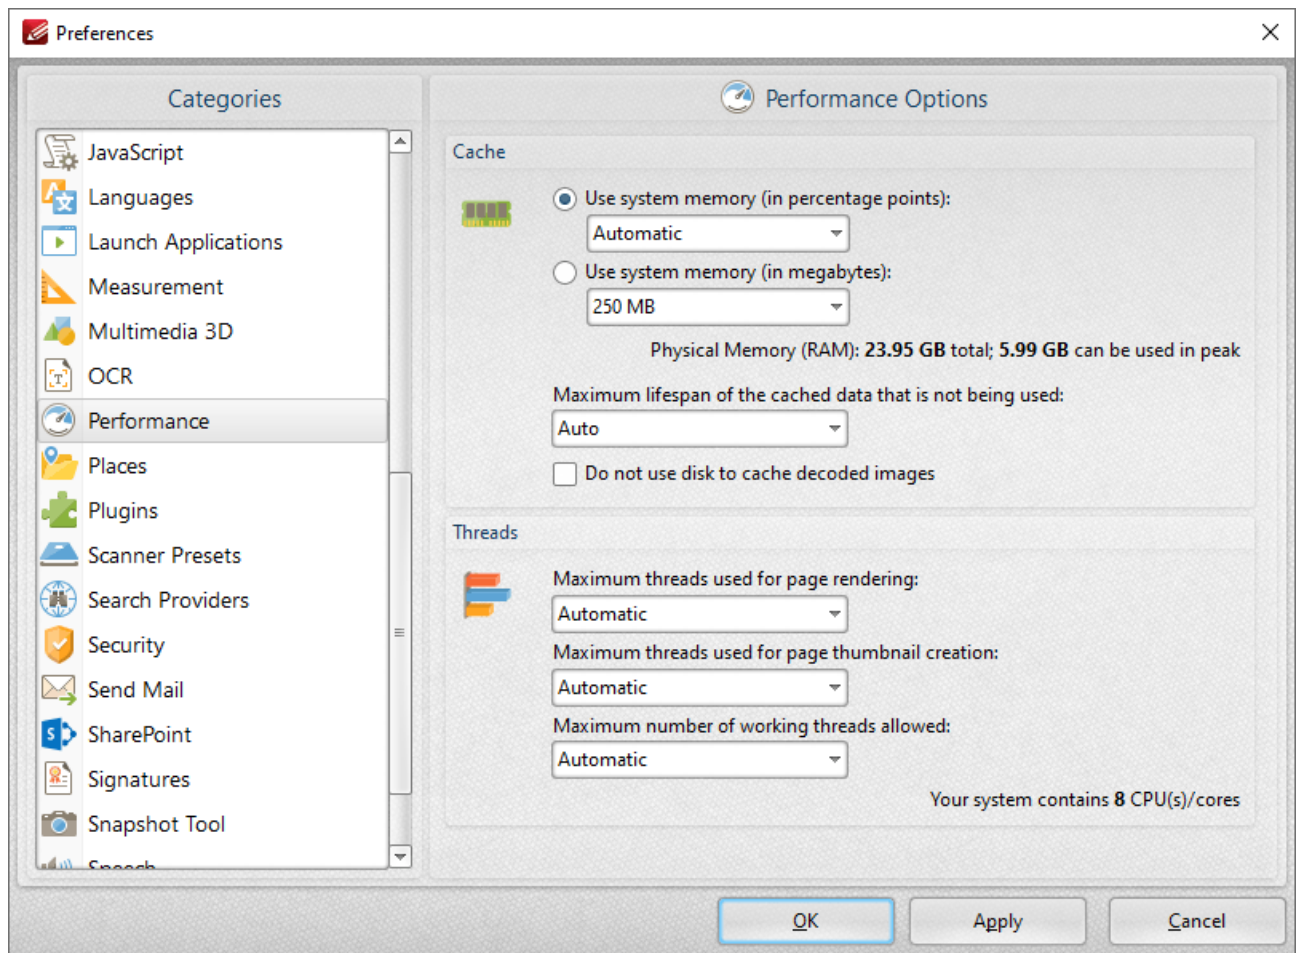 Preferences
Categories
JavaScript
Languages
Launch Applications
Measurement
Multimedia 3D
OCR
Performance
Places
Plugins
Scanner Presets
Search Providers
Security
Send Mail
SharePoint
Signatures
Snapshot Tool
Speech
Performance Options
Cache
Use system memory (in percentage points):
Automatic
Use system memory (in megabytes):
250 MB
Physical Memory (RAM): 23.95 GB total; 5.99 GB can be used in peak
Maximum lifespan of the cached data that is not being used:
Auto
Do not use disk to cache decoded images
Threads
Maximum threads used for page rendering:
Automatic
Maximum threads used for page thumbnail creation:
Automatic
Maximum number of working threads allowed:
Automatic
Your system contains 8 CPU(s)/cores
OK
Apply
Cancel